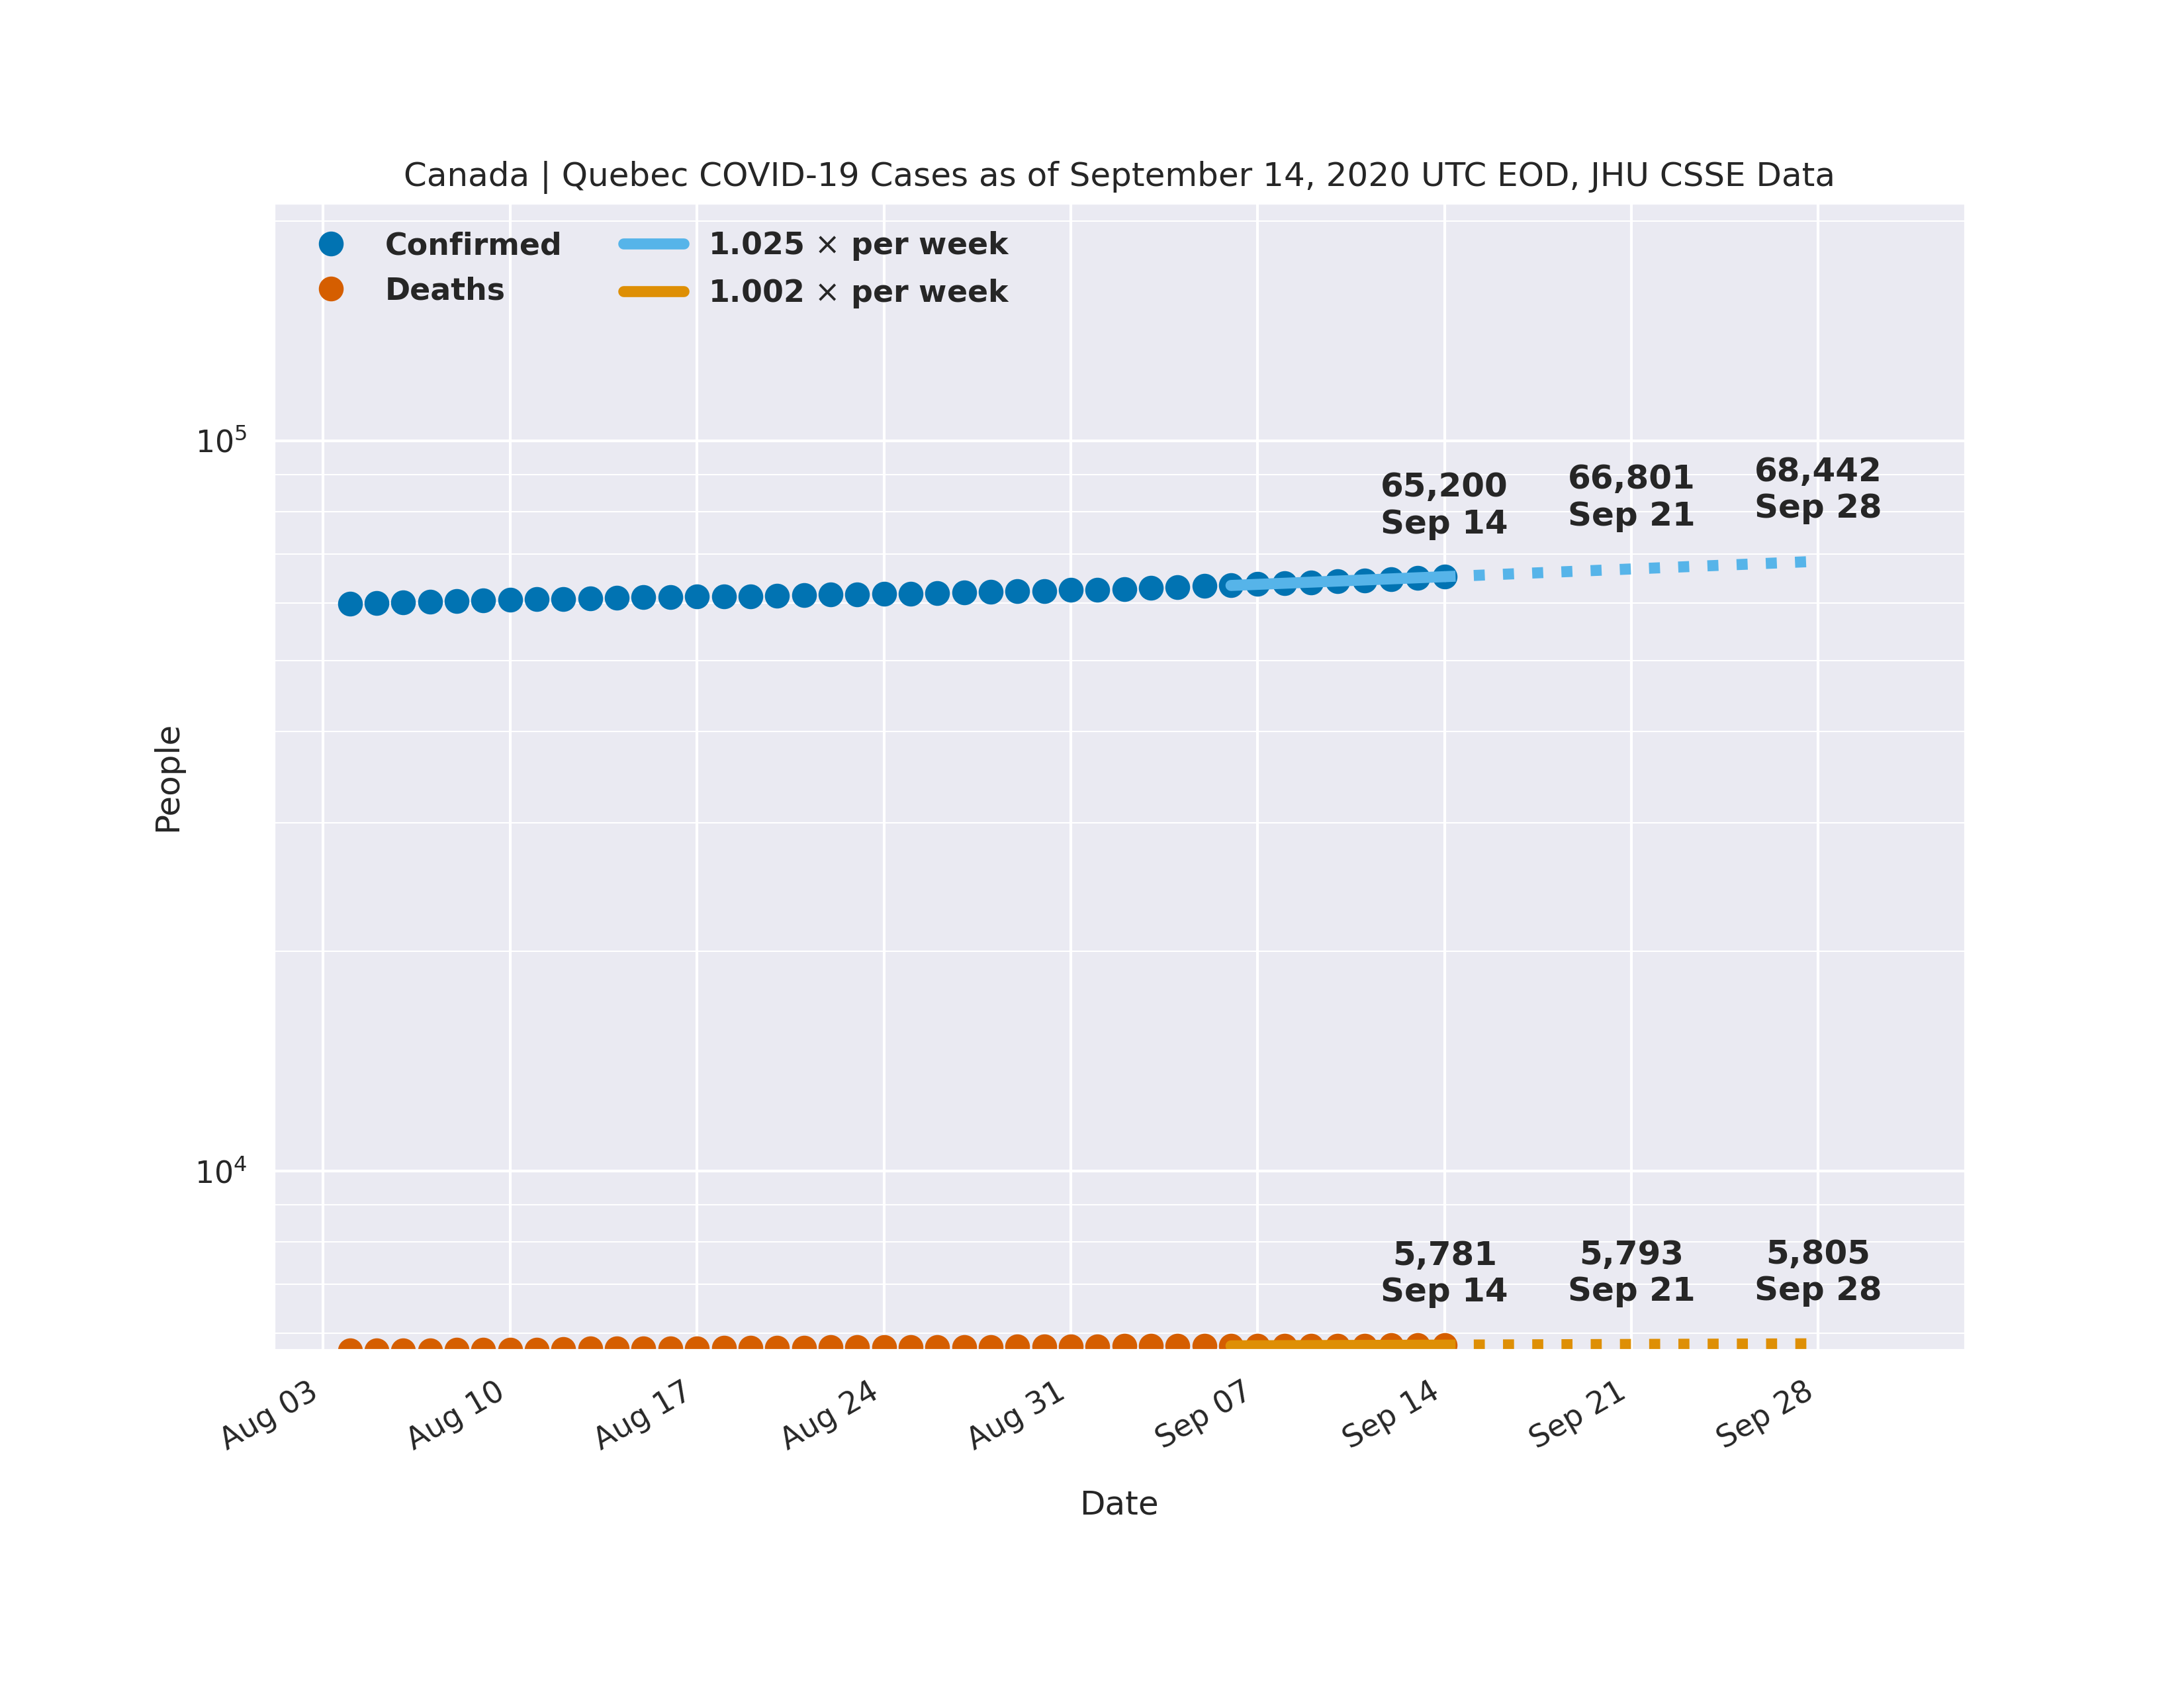 Canada | Quebec COVID-19 Cases as of September 14, 2020 UTC EOD, JHU CSSE Data
Confirmed
Deaths
1.025 × per week
1.002 × per week
10⁵
10⁴
People
65,200
Sep 14
66,801
Sep 21
68,442
Sep 28
5,781
Sep 14
5,793
Sep 21
5,805
Sep 28
Aug 03
Aug 10
Aug 17
Aug 24
Aug 31
Sep 07
Sep 14
Sep 21
Sep 28
Date